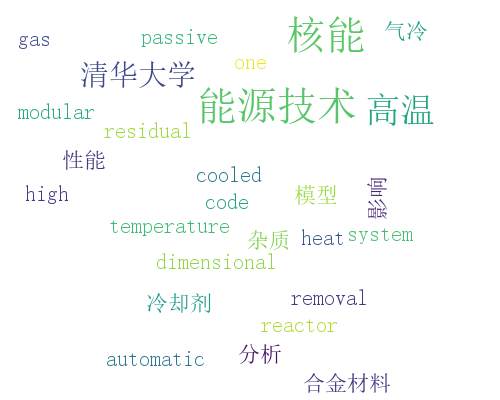 gas
passive
核能
气冷
one
清华大学
能源技术
高温
modular
residual
性能
cooled
high
code
模型
影响
temperature
杂质
heat
system
dimensional
冷却剂
removal
reactor
automatic
分析
合金材料